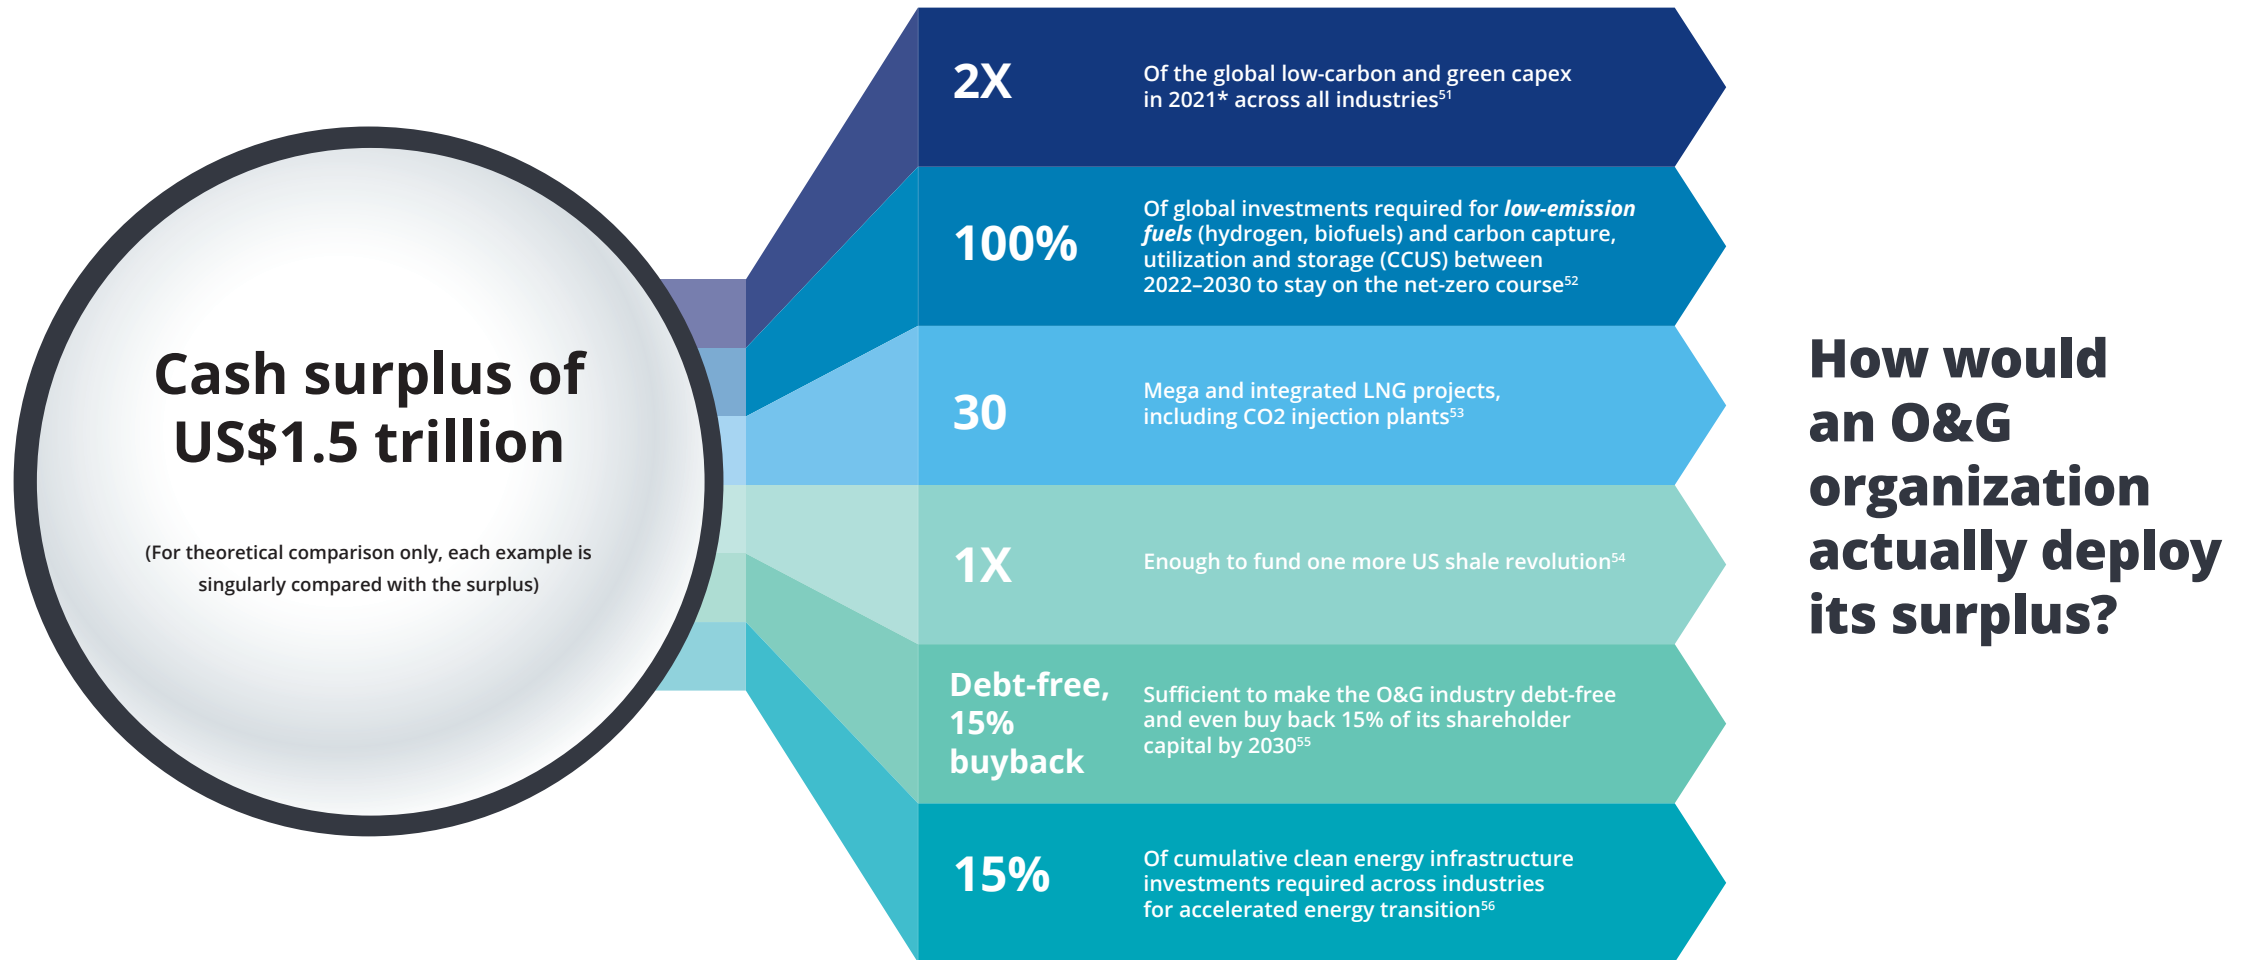 Cash surplus of
US$1.5 trillion
(For theoretical comparison only, each example is
singularly compared with the surplus)
2X
Of the global low-carbon and green capex
in 2021* across all industries51
100%
Of global investments required for low-emission
fuels (hydrogen, biofuels) and carbon capture,
utilization and storage (CCUS) between
2022–2030 to stay on the net-zero course52
30
Mega and integrated LNG projects,
including CO2 injection plants53
1X
Enough to fund one more US shale revolution54
Debt-free,
15%
buyback
Sufficient to make the O&G industry debt-free
and even buy back 15% of its shareholder
capital by 203055
15%
Of cumulative clean energy infrastructure
investments required across industries
for accelerated energy transition56
How would
an O&G
organization
actually deploy
its surplus?